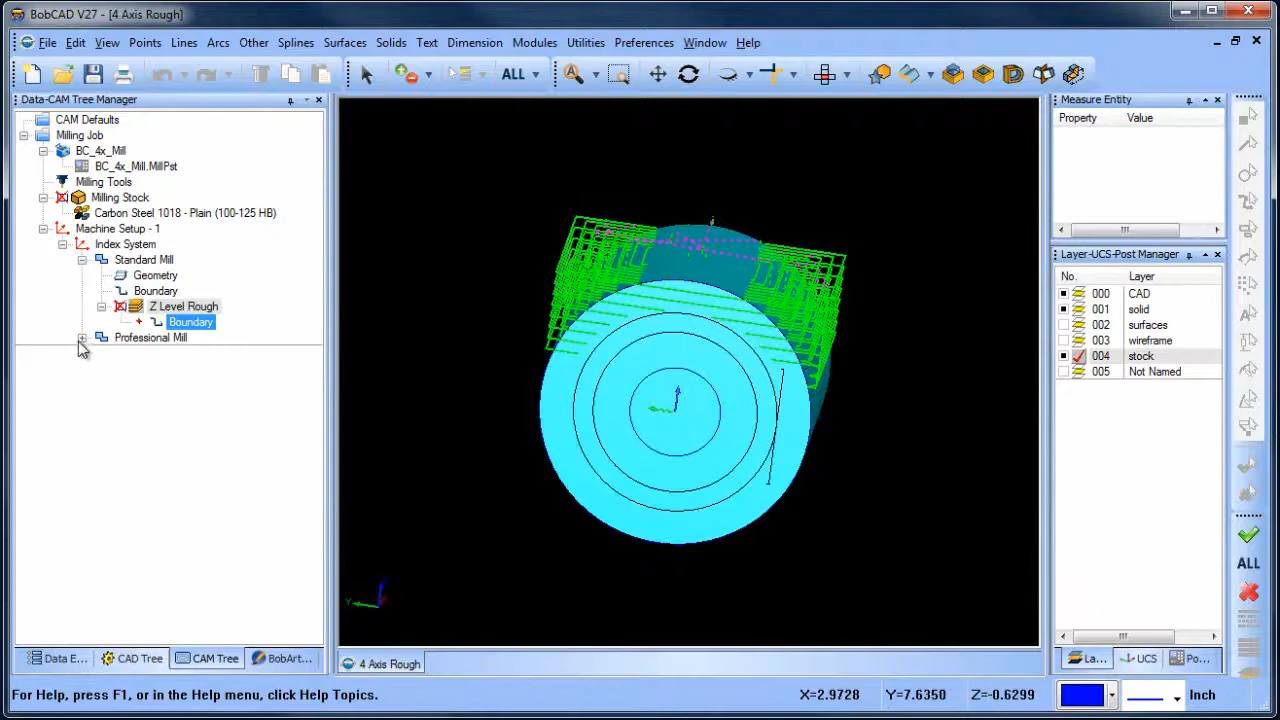 BobCAD V27 - [4 Axis Rough]
File Edit View Points Lines Arcs Other Splines Surfaces Solids Text Dimension Modules Utilities Preferences Window Help
ALL
Data-CAM Tree Manager
CAM Defaults
Milling Job
BC_4x_Mill
BC_4x_Mill.MillPst
Milling Tools
Milling Stock
Carbon Steel 1018 - Plain (100-125 HB)
Machine Setup - 1
Index System
Standard Mill
Geometry
Boundary
Z Level Rough
Boundary
Professional Mill
Data E... CAD Tree CAM Tree BobArt...
4 Axis Rough
Measure Entity
Property Value
Layer-UCS-Post Manager
No. Layer
000 CAD
001 solid
002 surfaces
003 wireframe
004 stock
005 Not Named
La... UCS Po...
ALL
For Help, press F1, or in the Help menu, click Help Topics.
X=2.9728 Y=7.6350 Z=-0.6299 Inch